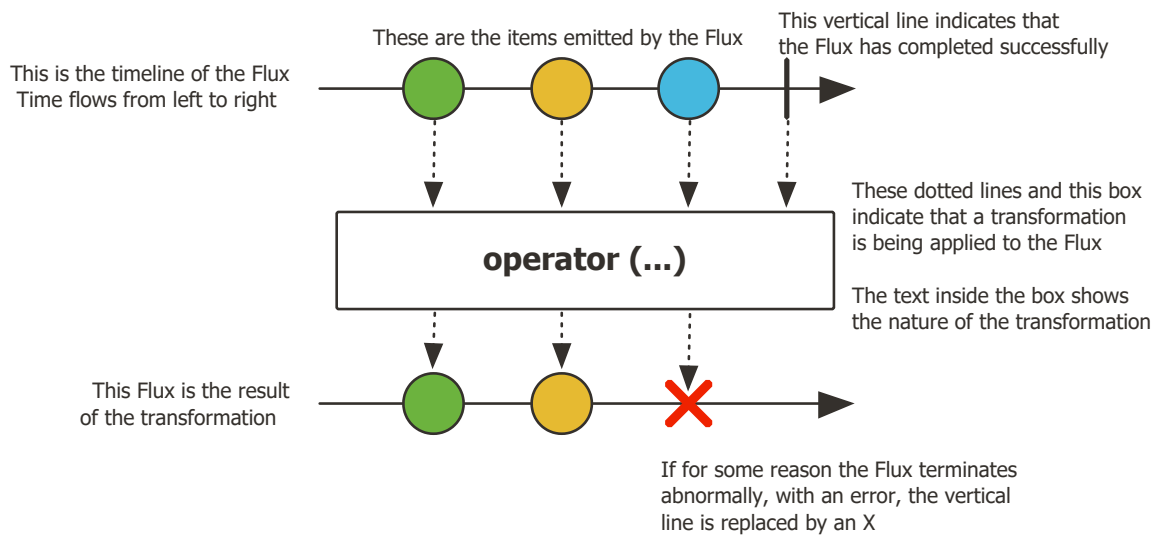 These are the items emitted by the Flux
This vertical line indicates that
the Flux has completed successfully
This is the timeline of the Flux
Time flows from left to right
These dotted lines and this box
indicate that a transformation
is being applied to the Flux
operator (...)
The text inside the box shows
the nature of the transformation
This Flux is the result
of the transformation
If for some reason the Flux terminates
abnormally, with an error, the vertical
line is replaced by an X